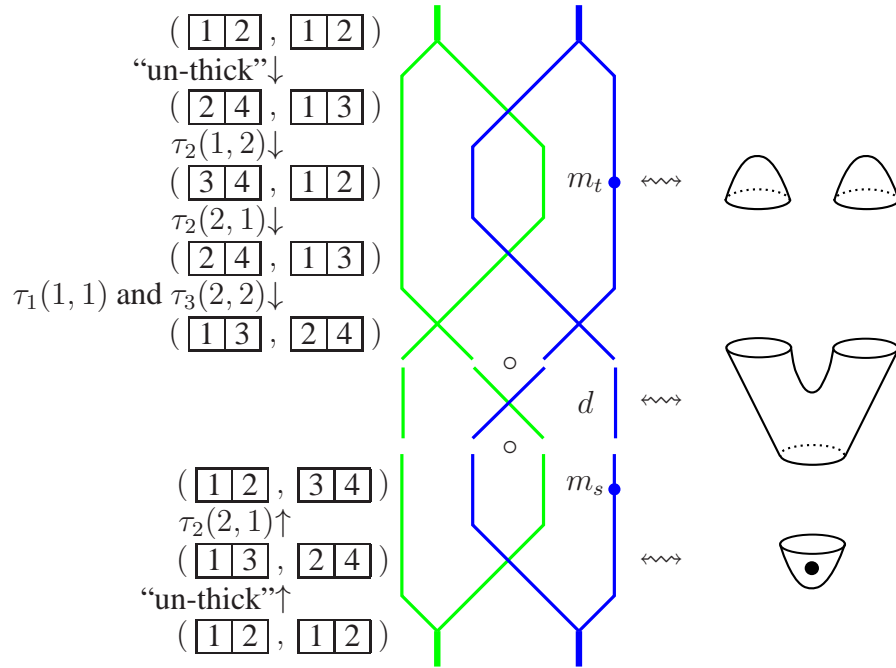 ( 1 2 , 1 2 )
“un-thick”↓
( 2 4 , 1 3 )
τ₂(1, 2)↓
( 3 4 , 1 2 )
m_t
τ₂(2, 1)↓
( 2 4 , 1 3 )
τ₁(1, 1) and τ₃(2, 2)↓
( 1 3 , 2 4 )
d
( 1 2 , 3 4 )
m_s
τ₂(2, 1)↑
( 1 3 , 2 4 )
“un-thick”↑
( 1 2 , 1 2 )